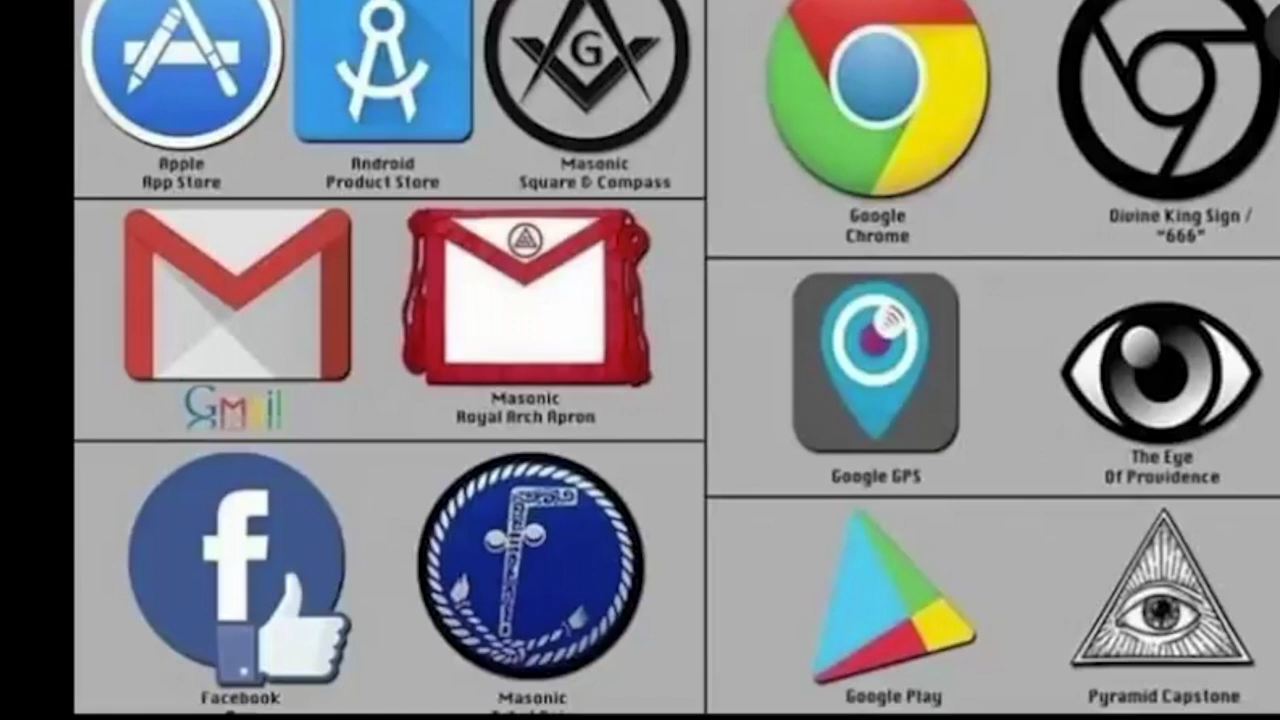 G
Apple
App Store
Android
Product Store
Masonic
Square & Compass
Gmail
Masonic
Royal Arch Apron
f
Facebook
Masonic
Google
Chrome
Divine King Sign /
"666"
Google GPS
The Eye
Of Providence
Google Play
Pyramid Capstone